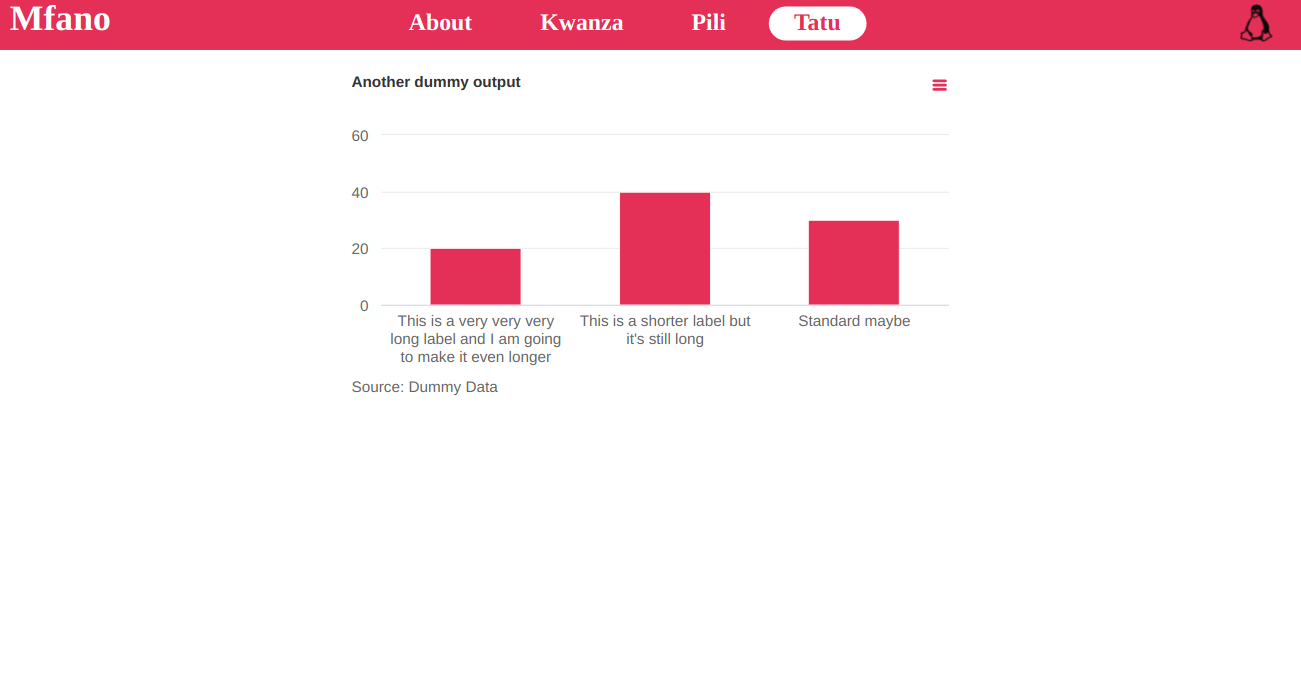 Mfano
About
Kwanza
Pili
Tatu
Another dummy output
60
40
20
0
This is a very very very
long label and I am going
to make it even longer
This is a shorter label but
it's still long
Standard maybe
Source: Dummy Data